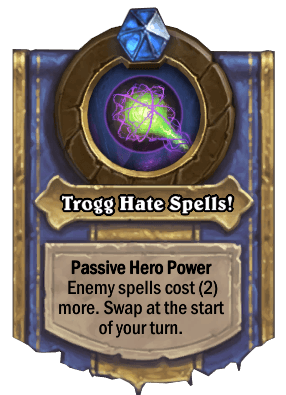 Trogg Hate Spells!
Passive Hero Power
Enemy spells cost (2)
more. Swap at the start
of your turn.